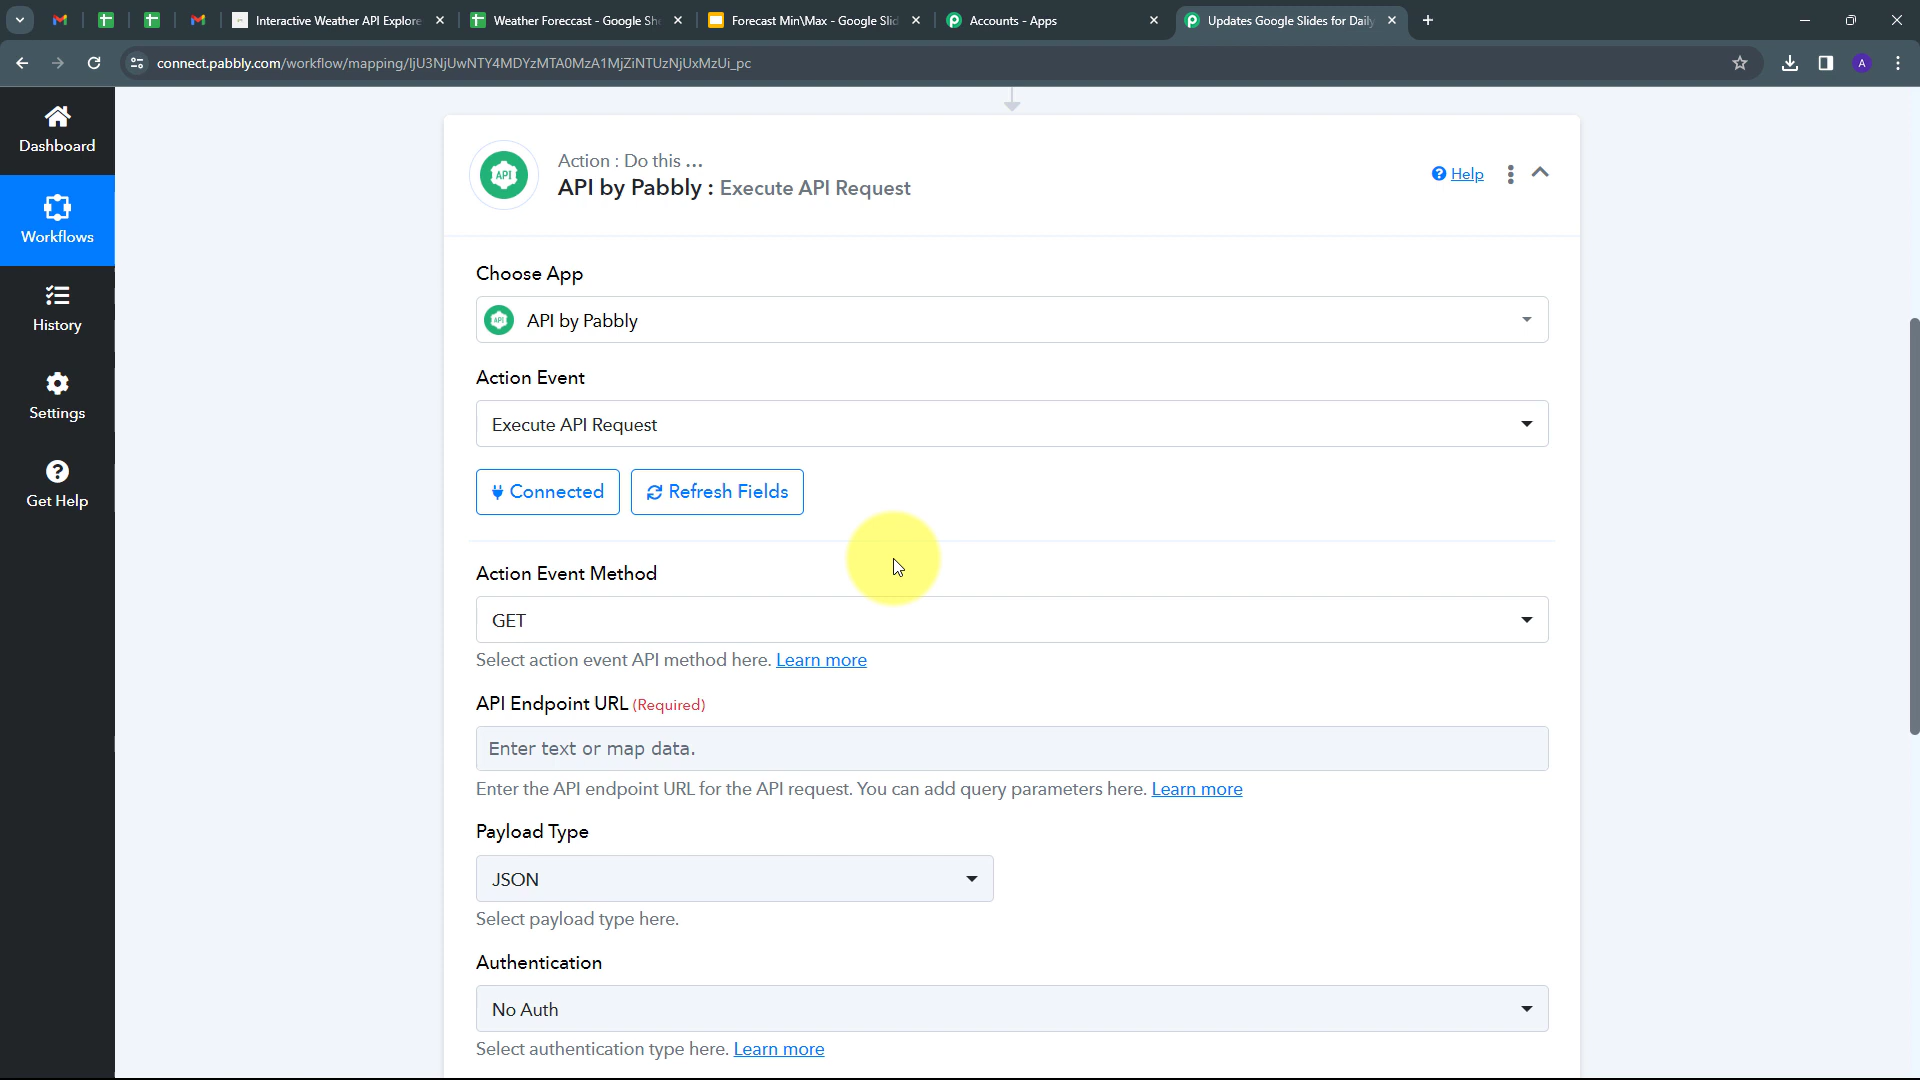 Interactive Weather API Explore
Weather Foreccast - Google She
Forecast Min\Max - Google Slid
Accounts - Apps
Updates Google Slides for Daily
connect.pabbly.com/workflow/mapping/IjU3NjUwNTY4MDYzMTA0MzA1MjZiNTUzNjUxMzUi_pc
A
Dashboard
Workflows
History
Settings
Get Help
API
Action : Do this ...
API by Pabbly : Execute API Request
Help
Choose App
API
API by Pabbly
Action Event
Execute API Request
Connected
Refresh Fields
Action Event Method
GET
Select action event API method here. Learn more
API Endpoint URL (Required)
Enter text or map data.
Enter the API endpoint URL for the API request. You can add query parameters here. Learn more
Payload Type
JSON
Select payload type here.
Authentication
No Auth
Select authentication type here. Learn more